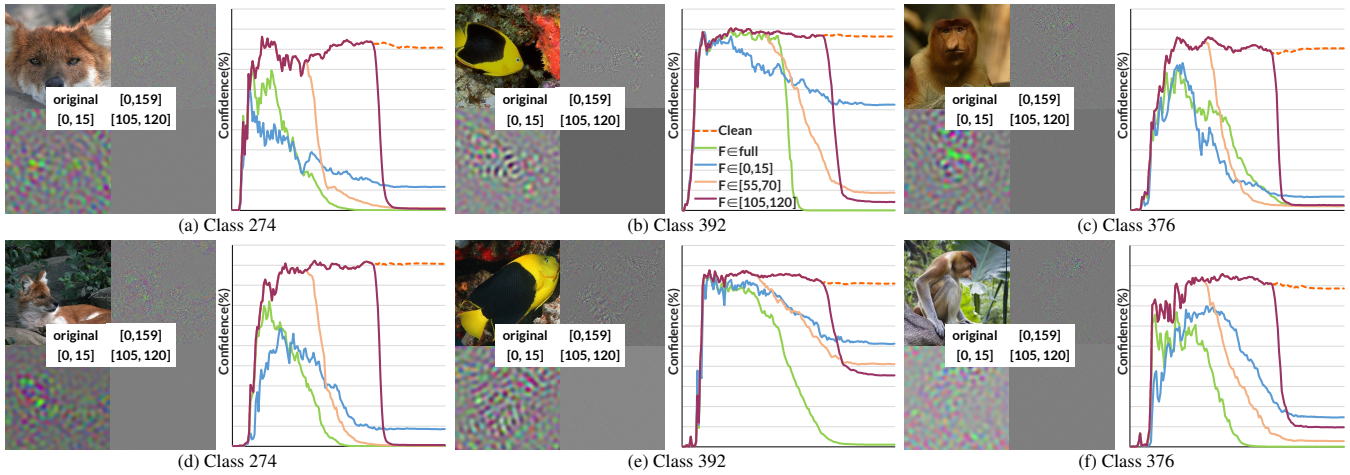 original [0,159]
[0, 15] [105, 120]
Confidence(%)
(a) Class 274
original [0,159]
[0, 15] [105, 120]
Confidence(%)
Clean
F∈full
F∈[0,15]
F∈[55,70]
F∈[105,120]
(b) Class 392
original [0,159]
[0, 15] [105, 120]
Confidence(%)
(c) Class 376
original [0,159]
[0, 15] [105, 120]
Confidence(%)
(d) Class 274
original [0,159]
[0, 15] [105, 120]
Confidence(%)
(e) Class 392
original [0,159]
[0, 15] [105, 120]
Confidence(%)
(f) Class 376